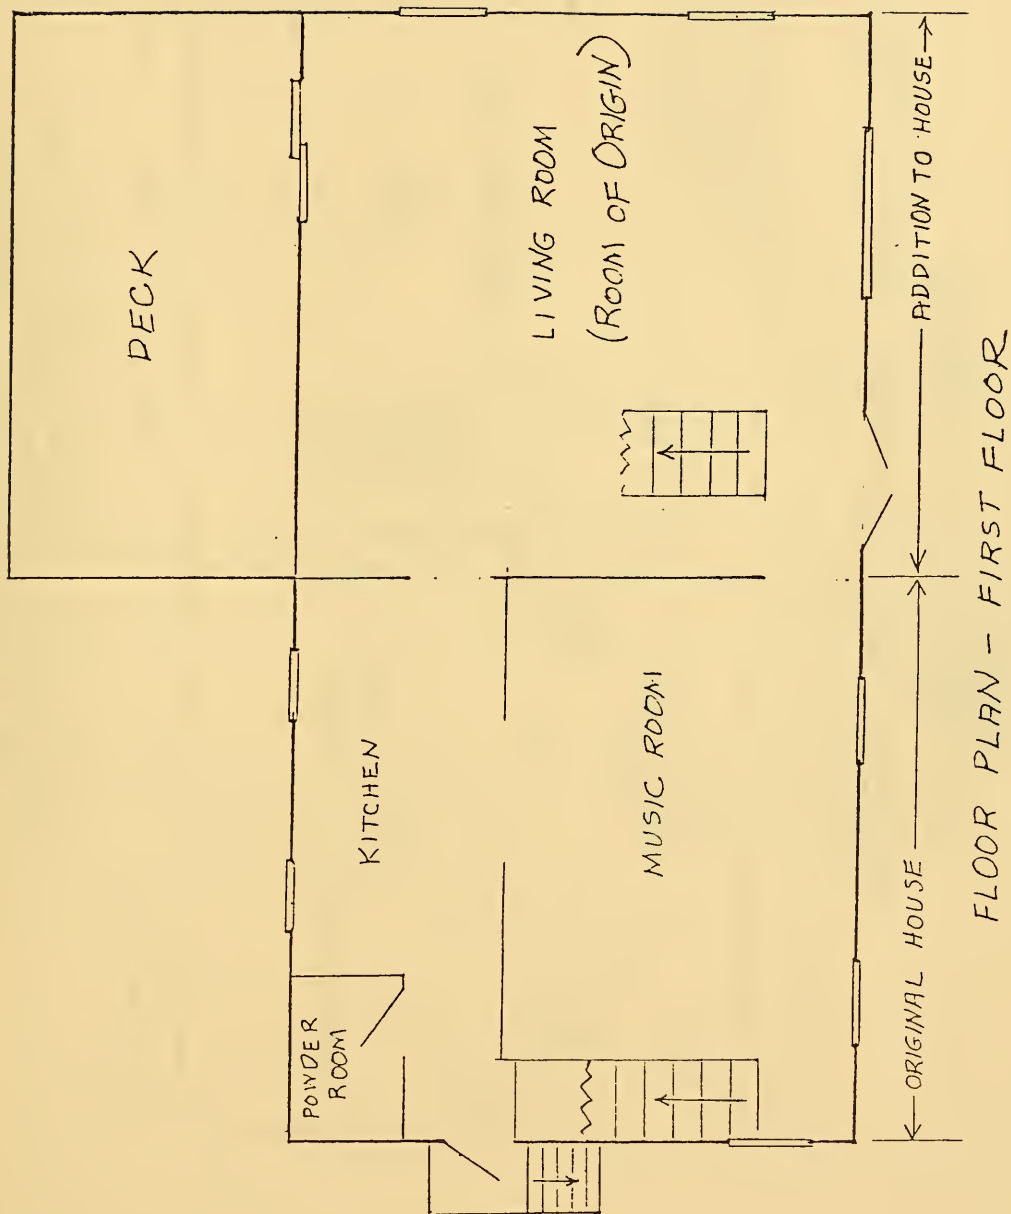 DECK
LIVING ROOM
(ROOM OF ORIGIN)
KITCHEN
MUSIC ROOM
POWDER
ROOM
ORIGINAL HOUSE
ADDITION TO HOUSE
FLOOR PLAN - FIRST FLOOR